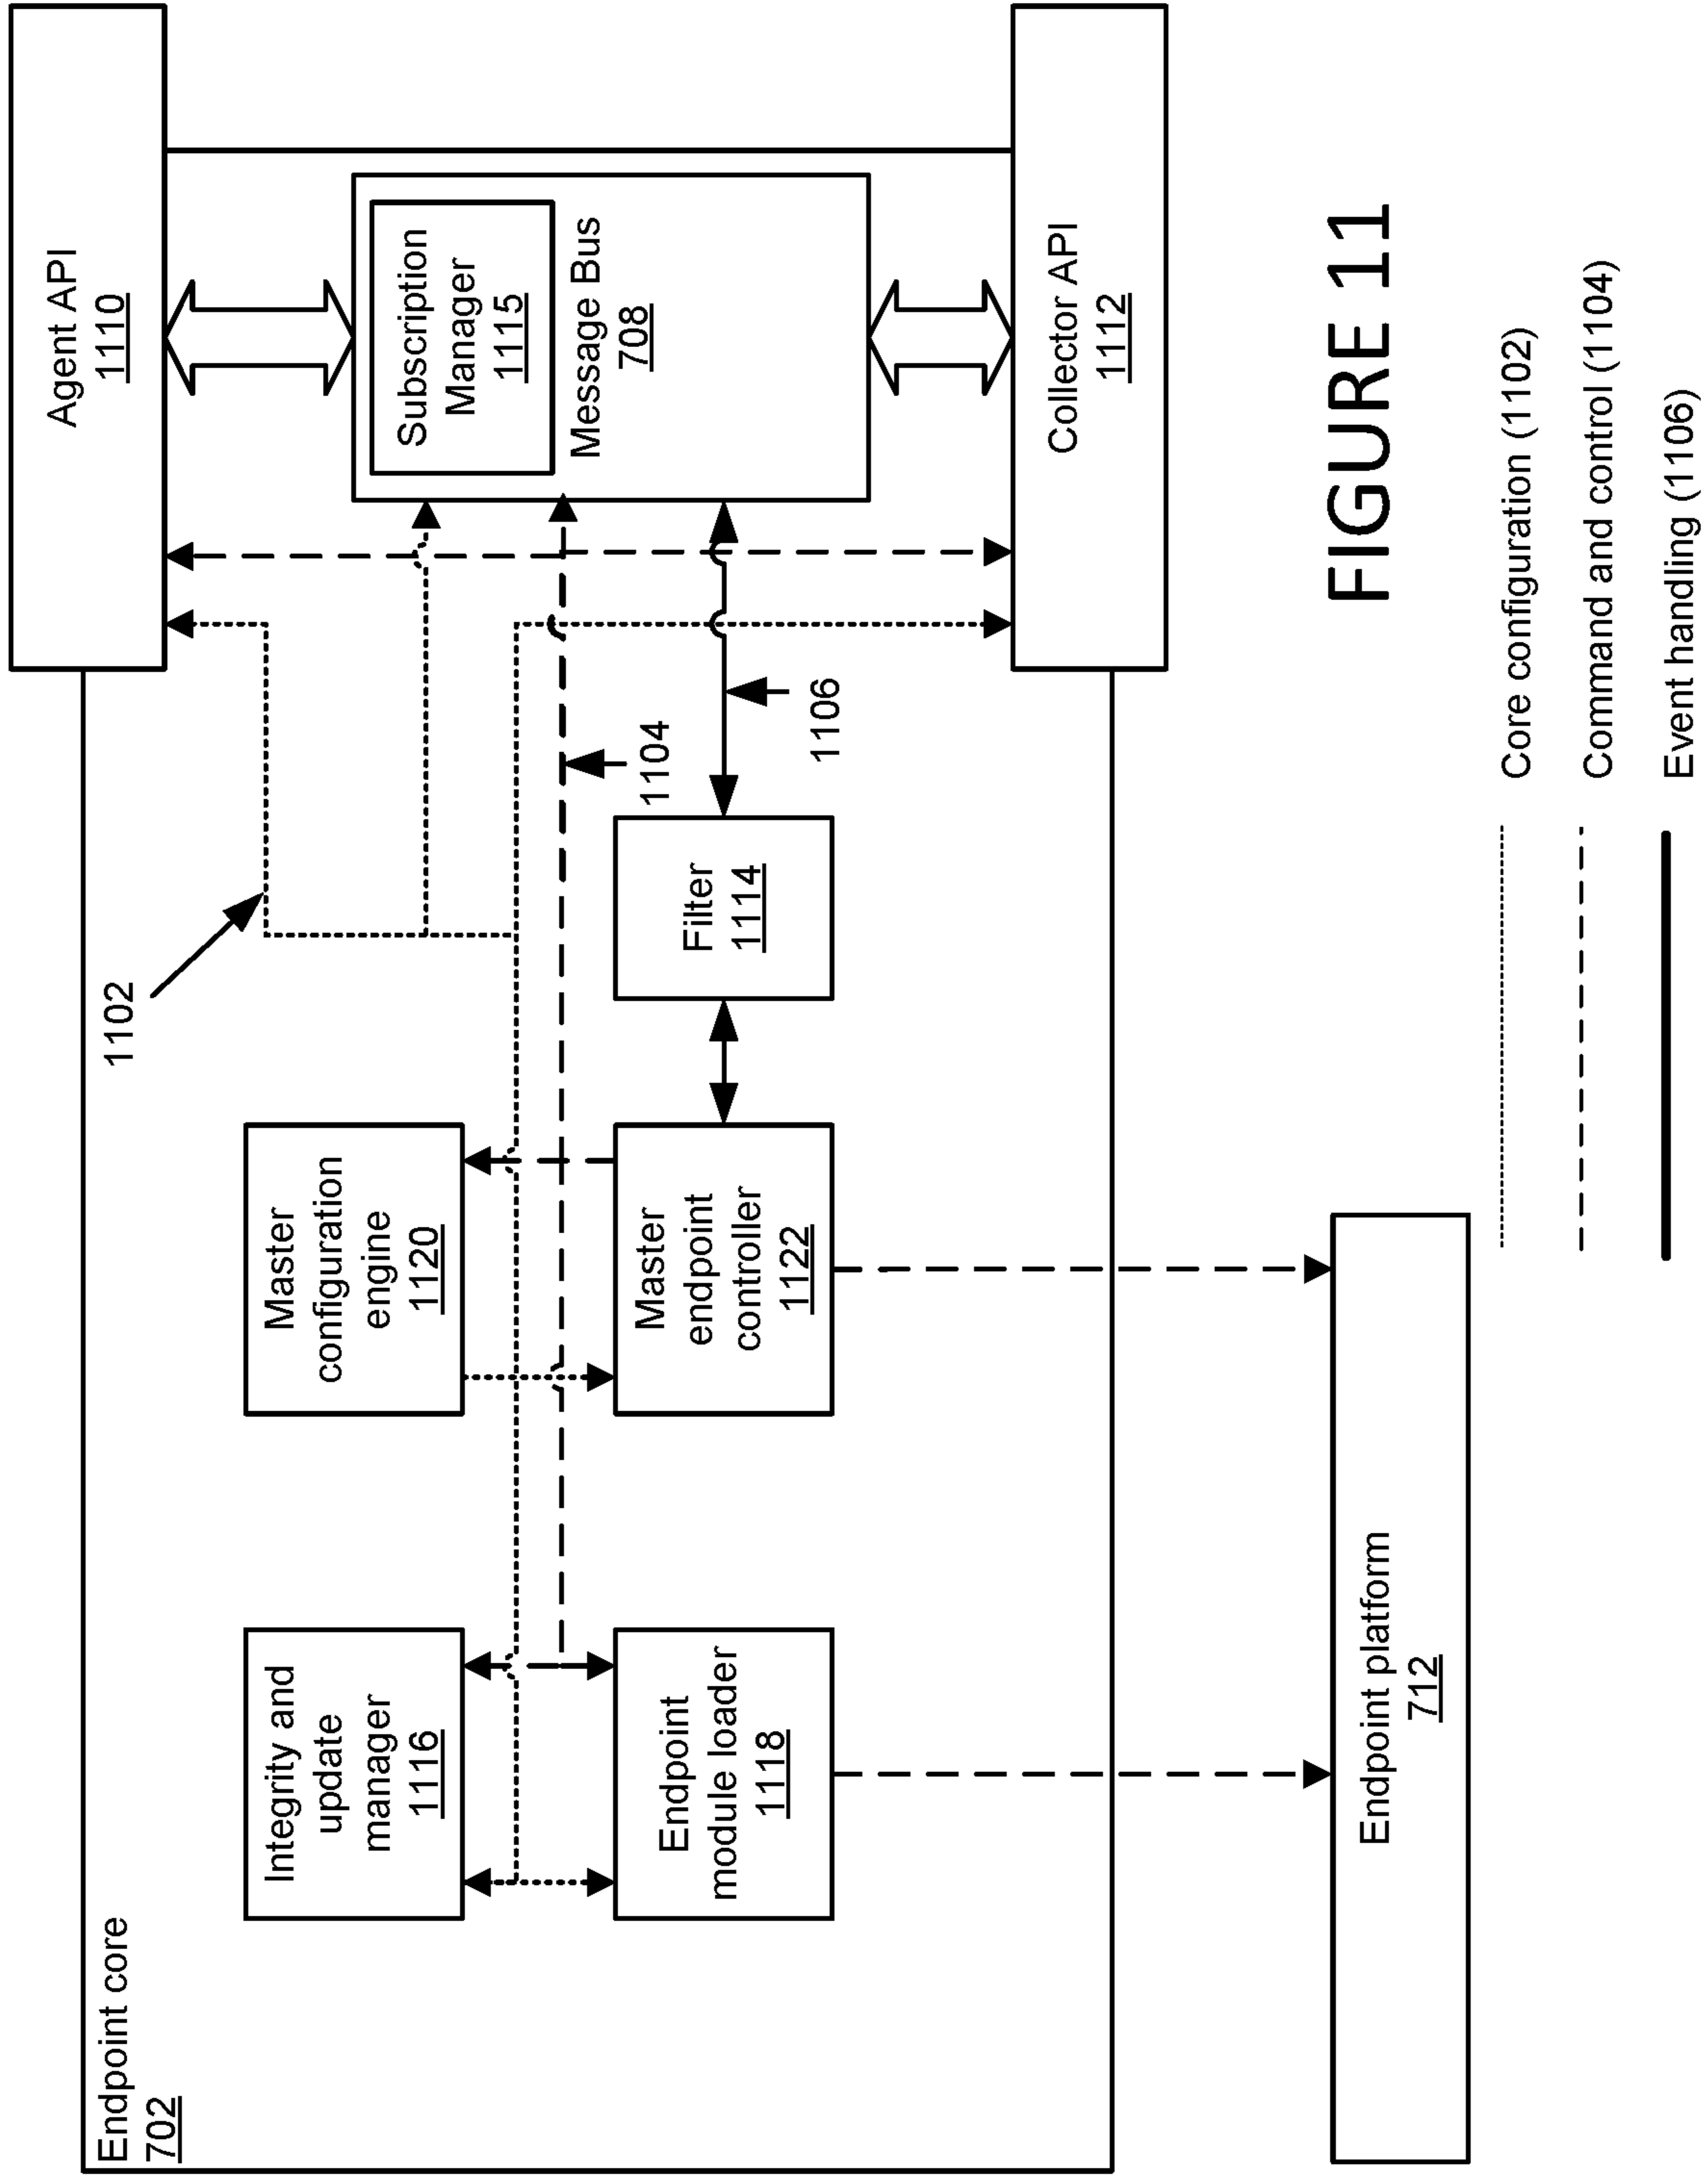 Endpoint core
702
Agent API
1110
1102
Integrity and
update
manager
1116
Master
configuration
engine
1120
Subscription
Manager
1115
Message Bus
708
1104
Endpoint
module loader
1118
Master
endpoint
controller
1122
Filter
1114
1106
Collector API
1112
Endpoint platform
712
FIGURE 11
Core configuration (1102)
Command and control (1104)
Event handling (1106)